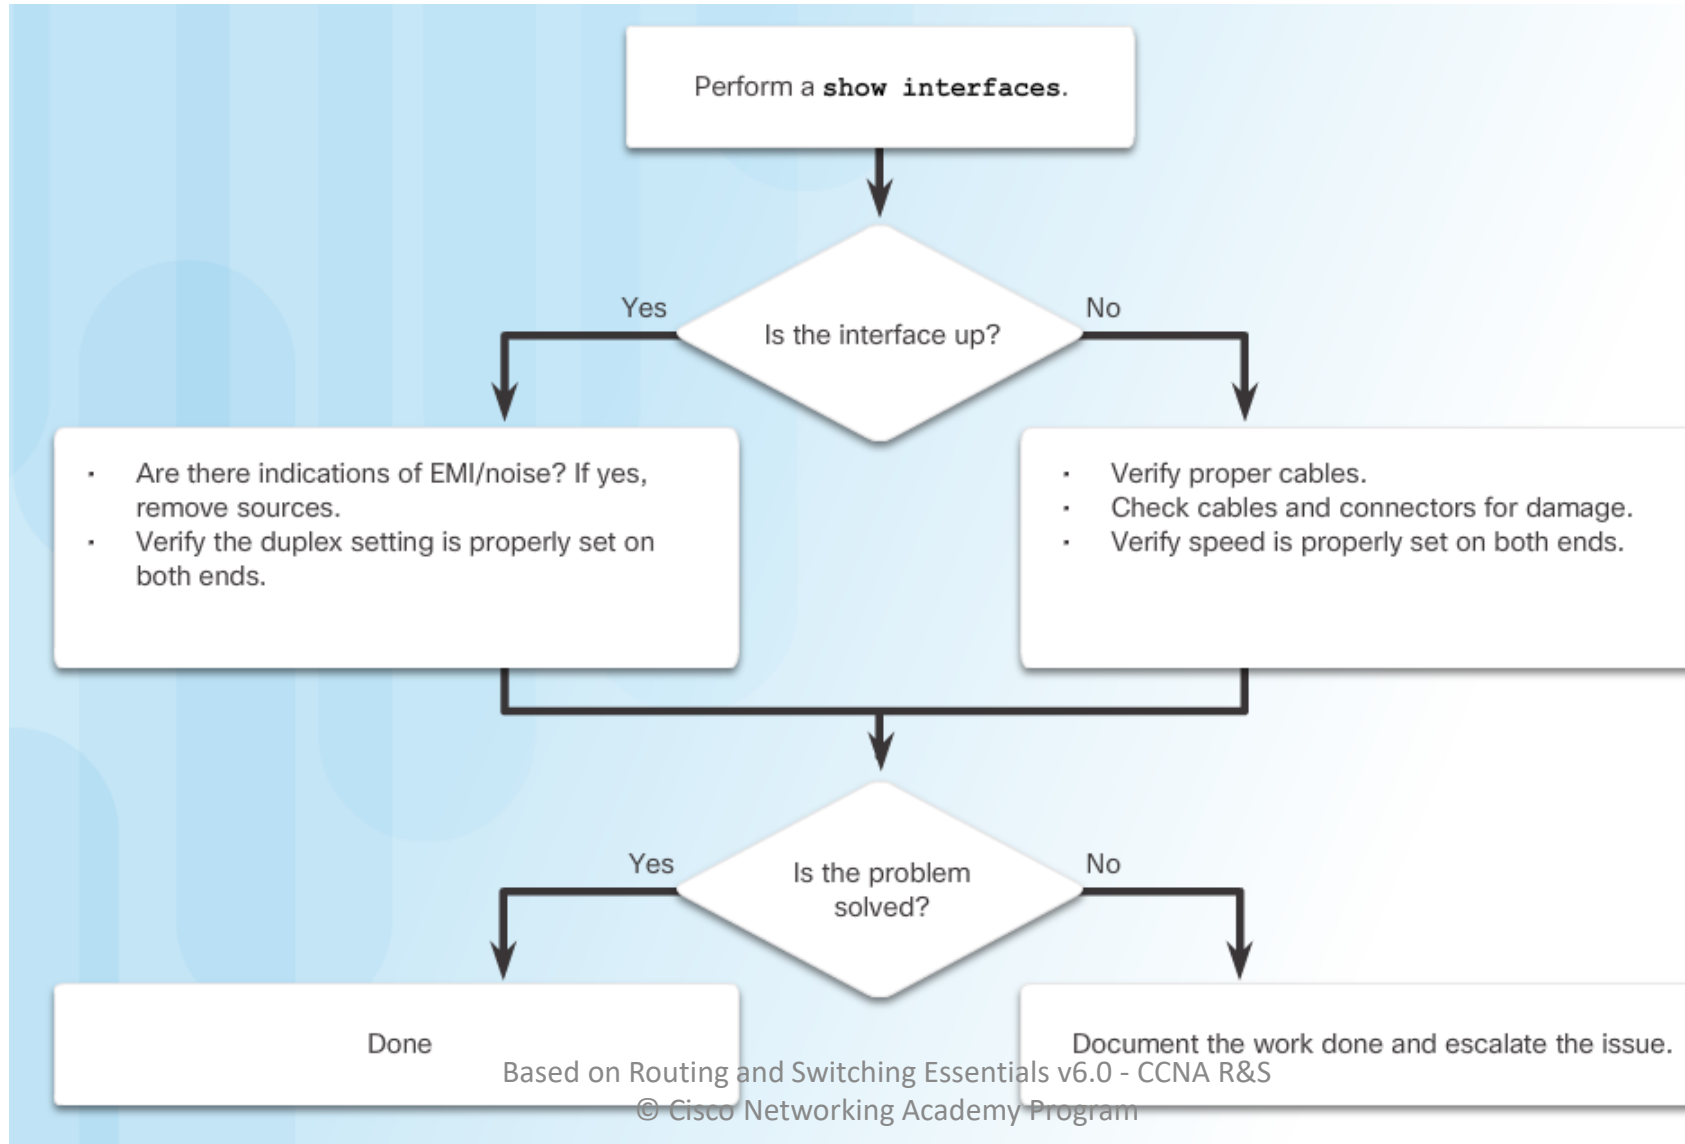 Perform a show interfaces.
Yes
No
Is the interface up?
· Are there indications of EMI/noise? If yes,
remove sources.
· Verify the duplex setting is properly set on
both ends.
· Verify proper cables.
· Check cables and connectors for damage.
· Verify speed is properly set on both ends.
Yes
No
Is the problem
solved?
Done
Document the work done and escalate the issue.
Based on Routing and Switching Essentials v6.0 - CCNA R&S
© Cisco Networking Academy Program